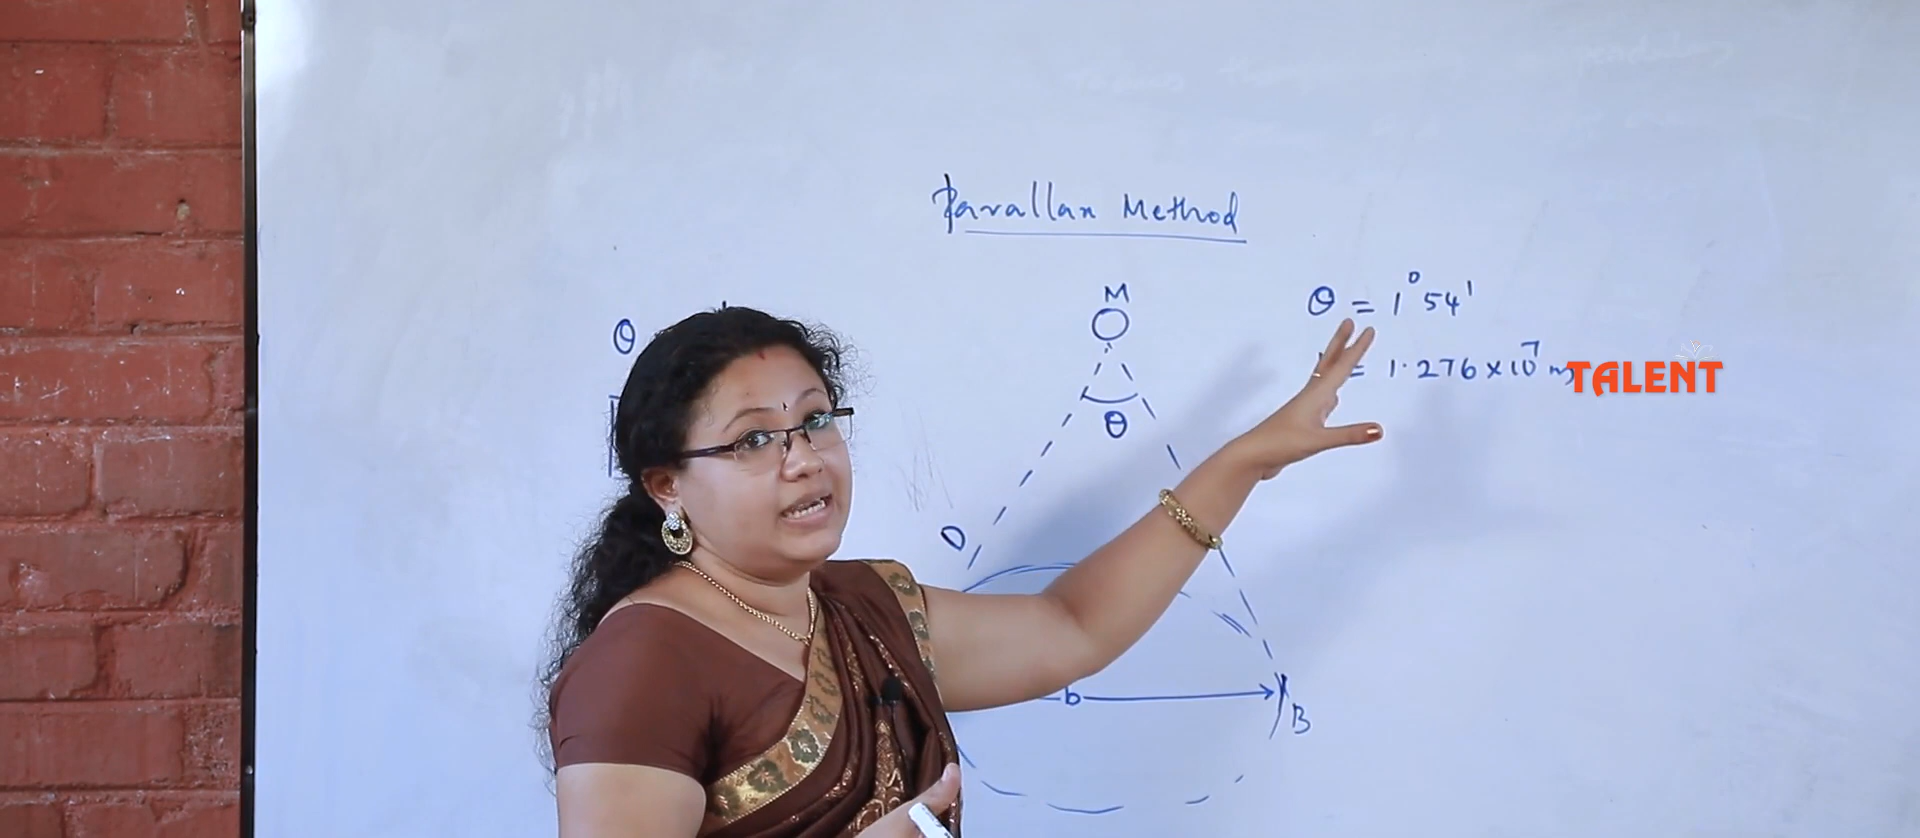 Parallax Method
M
θ = 1° 54'
θ
= 1.276 × 10⁷ m
TALENT
θ
D
b
B